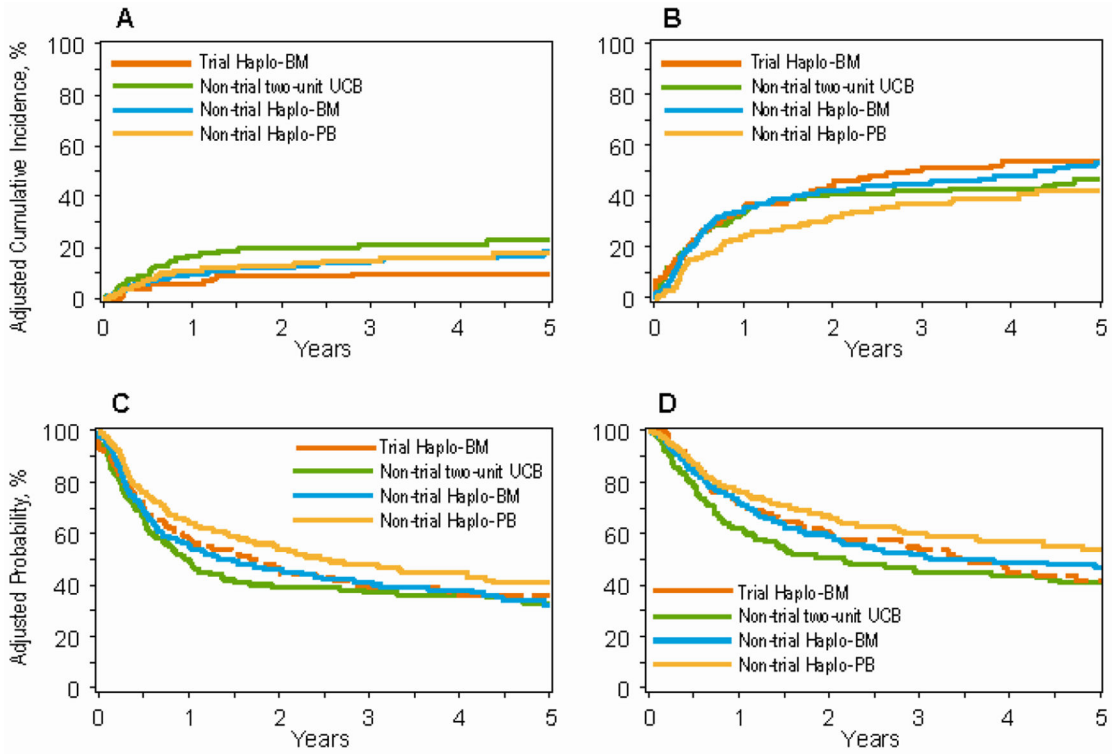 A
Adjusted Cumulative Incidence, %
100
80
60
40
20
0
Trial Haplo-BM
Non-trial two-unit UCB
Non-trial Haplo-BM
Non-trial Haplo-PB
0 1 2 3 4 5
Years
B
100
80
60
40
20
0
Trial Haplo-BM
Non-trial two-unit UCB
Non-trial Haplo-BM
Non-trial Haplo-PB
0 1 2 3 4 5
Years
C
Adjusted Probability, %
100
80
60
40
20
0
Trial Haplo-BM
Non-trial two-unit UCB
Non-trial Haplo-BM
Non-trial Haplo-PB
0 1 2 3 4 5
Years
D
100
80
60
40
20
0
Trial Haplo-BM
Non-trial two-unit UCB
Non-trial Haplo-BM
Non-trial Haplo-PB
0 1 2 3 4 5
Years